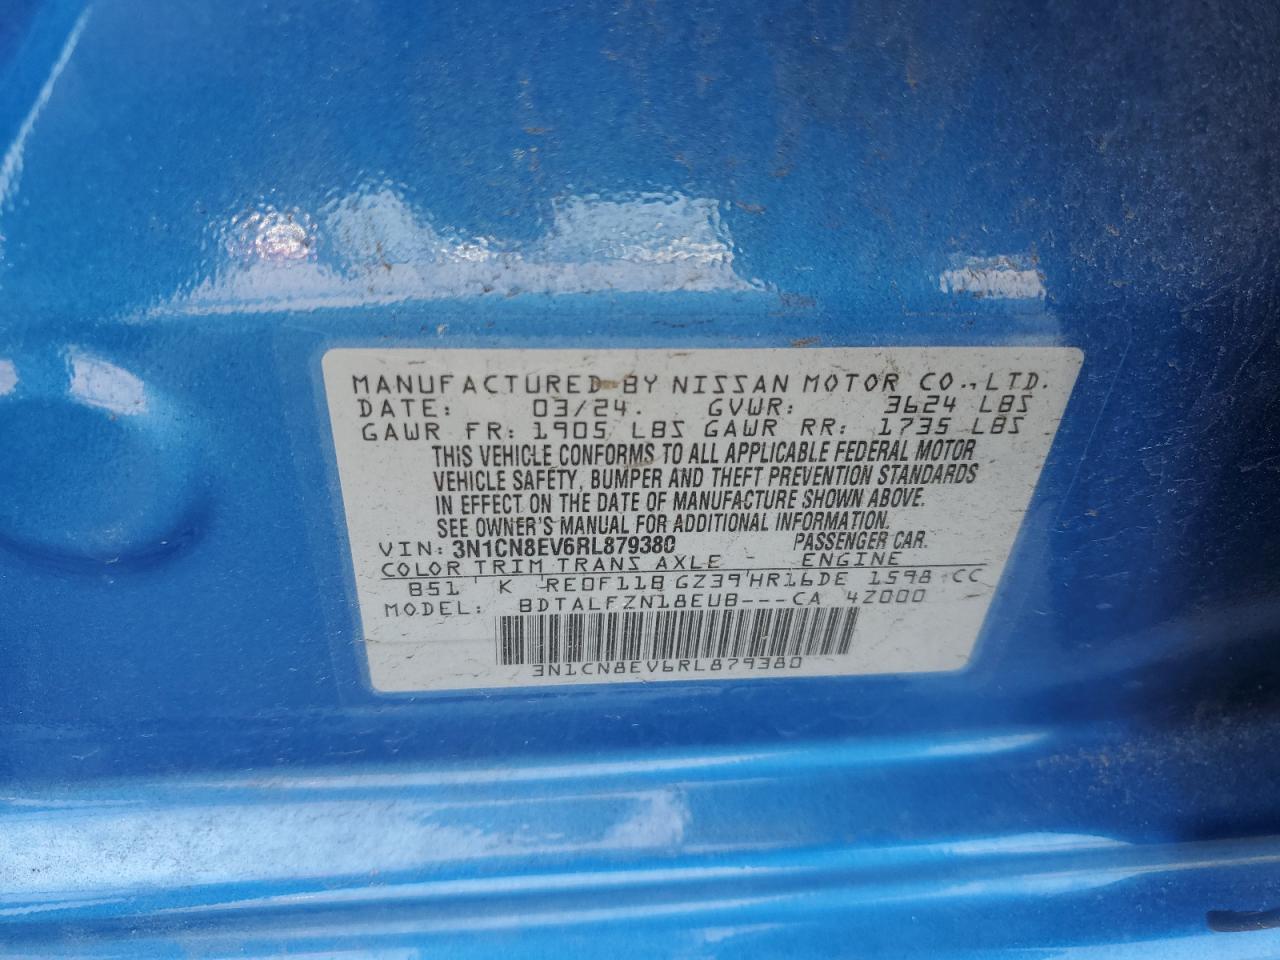 MANUFACTURED BY NISSAN MOTOR CO.,LTD.
DATE: 03/24. GVWR: 3624 LBS
GAWR FR: 1905 LBS GAWR RR: 1735 LBS
THIS VEHICLE CONFORMS TO ALL APPLICABLE FEDERAL MOTOR
VEHICLE SAFETY, BUMPER AND THEFT PREVENTION STANDARDS
IN EFFECT ON THE DATE OF MANUFACTURE SHOWN ABOVE.
SEE OWNER'S MANUAL FOR ADDITIONAL INFORMATION.
VIN: 3N1CN8EV6RL879380 PASSENGER CAR.
COLOR TRIM TRANS AXLE ENGINE
B51 K RE0F11B GZ39 HR16DE 1598 CC
MODEL: BDTALFZN18EUB---CA 4Z000
3N1CN8EV6RL879380